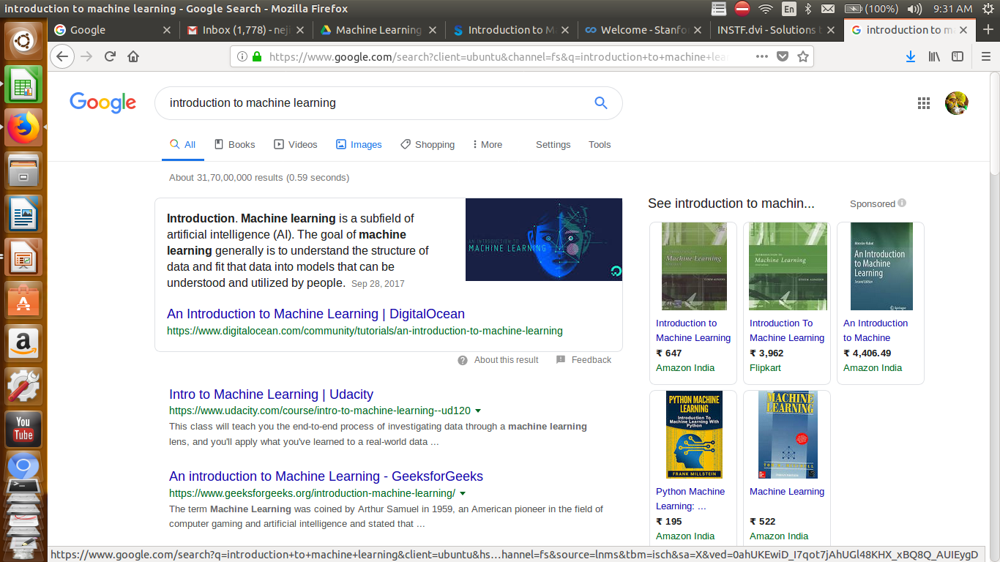 introduction to machine learning - Google Search - Mozilla Firefox
En
(100%)
9:31 AM
Google
Inbox (1,778) - neji
Machine Learning
Introduction to M
Welcome - Stanfo
INSTF.dvi - Solutions t
introduction to ma
https://www.google.com/search?client=ubuntu&channel=fs&q=introduction+to+machine+lea
Google
introduction to machine learning
All
Books
Videos
Images
Shopping
More
Settings
Tools
About 31,70,00,000 results (0.59 seconds)
Introduction. Machine learning is a subfield of
artificial intelligence (AI). The goal of machine
learning generally is to understand the structure of
data and fit that data into models that can be
understood and utilized by people. Sep 28, 2017
AN INTRODUCTION TO
MACHINE LEARNING
An Introduction to Machine Learning | DigitalOcean
https://www.digitalocean.com/community/tutorials/an-introduction-to-machine-learning
About this result
Feedback
Intro to Machine Learning | Udacity
https://www.udacity.com/course/intro-to-machine-learning--ud120
This class will teach you the end-to-end process of investigating data through a machine learning
lens, and you'll apply what you've learned to a real-world data ...
An introduction to Machine Learning - GeeksforGeeks
https://www.geeksforgeeks.org/introduction-machine-learning/
The term Machine Learning was coined by Arthur Samuel in 1959, an American pioneer in the field of
computer gaming and artificial intelligence and stated that ...
See introduction to machin...
Sponsored
Machine Learning
Introduction to
Machine Learning
₹ 647
Amazon India
INTRODUCTION TO
Machine Learning
Introduction To
Machine Learning
₹ 3,962
Flipkart
Miroslav Kubat
An Introduction
to Machine
Learning
Second Edition
Springer
An Introduction
to Machine
₹ 4,406.49
Amazon India
PYTHON MACHINE
LEARNING
Introduction To
Machine Learning With
Python
FRANK MILLSTEIN
Python Machine
Learning: ...
₹ 195
Amazon India
MACHINE
LEARNING
Machine Learning
₹ 522
Amazon India
You
Tube
https://www.google.com/search?q=introduction+to+machine+learning&client=ubuntu&hs…hannel=fs&source=lnms&tbm=isch&sa=X&ved=0ahUKEwiD_I7qot7jAhUGl48KHX_xBQ8Q_AUIEygD